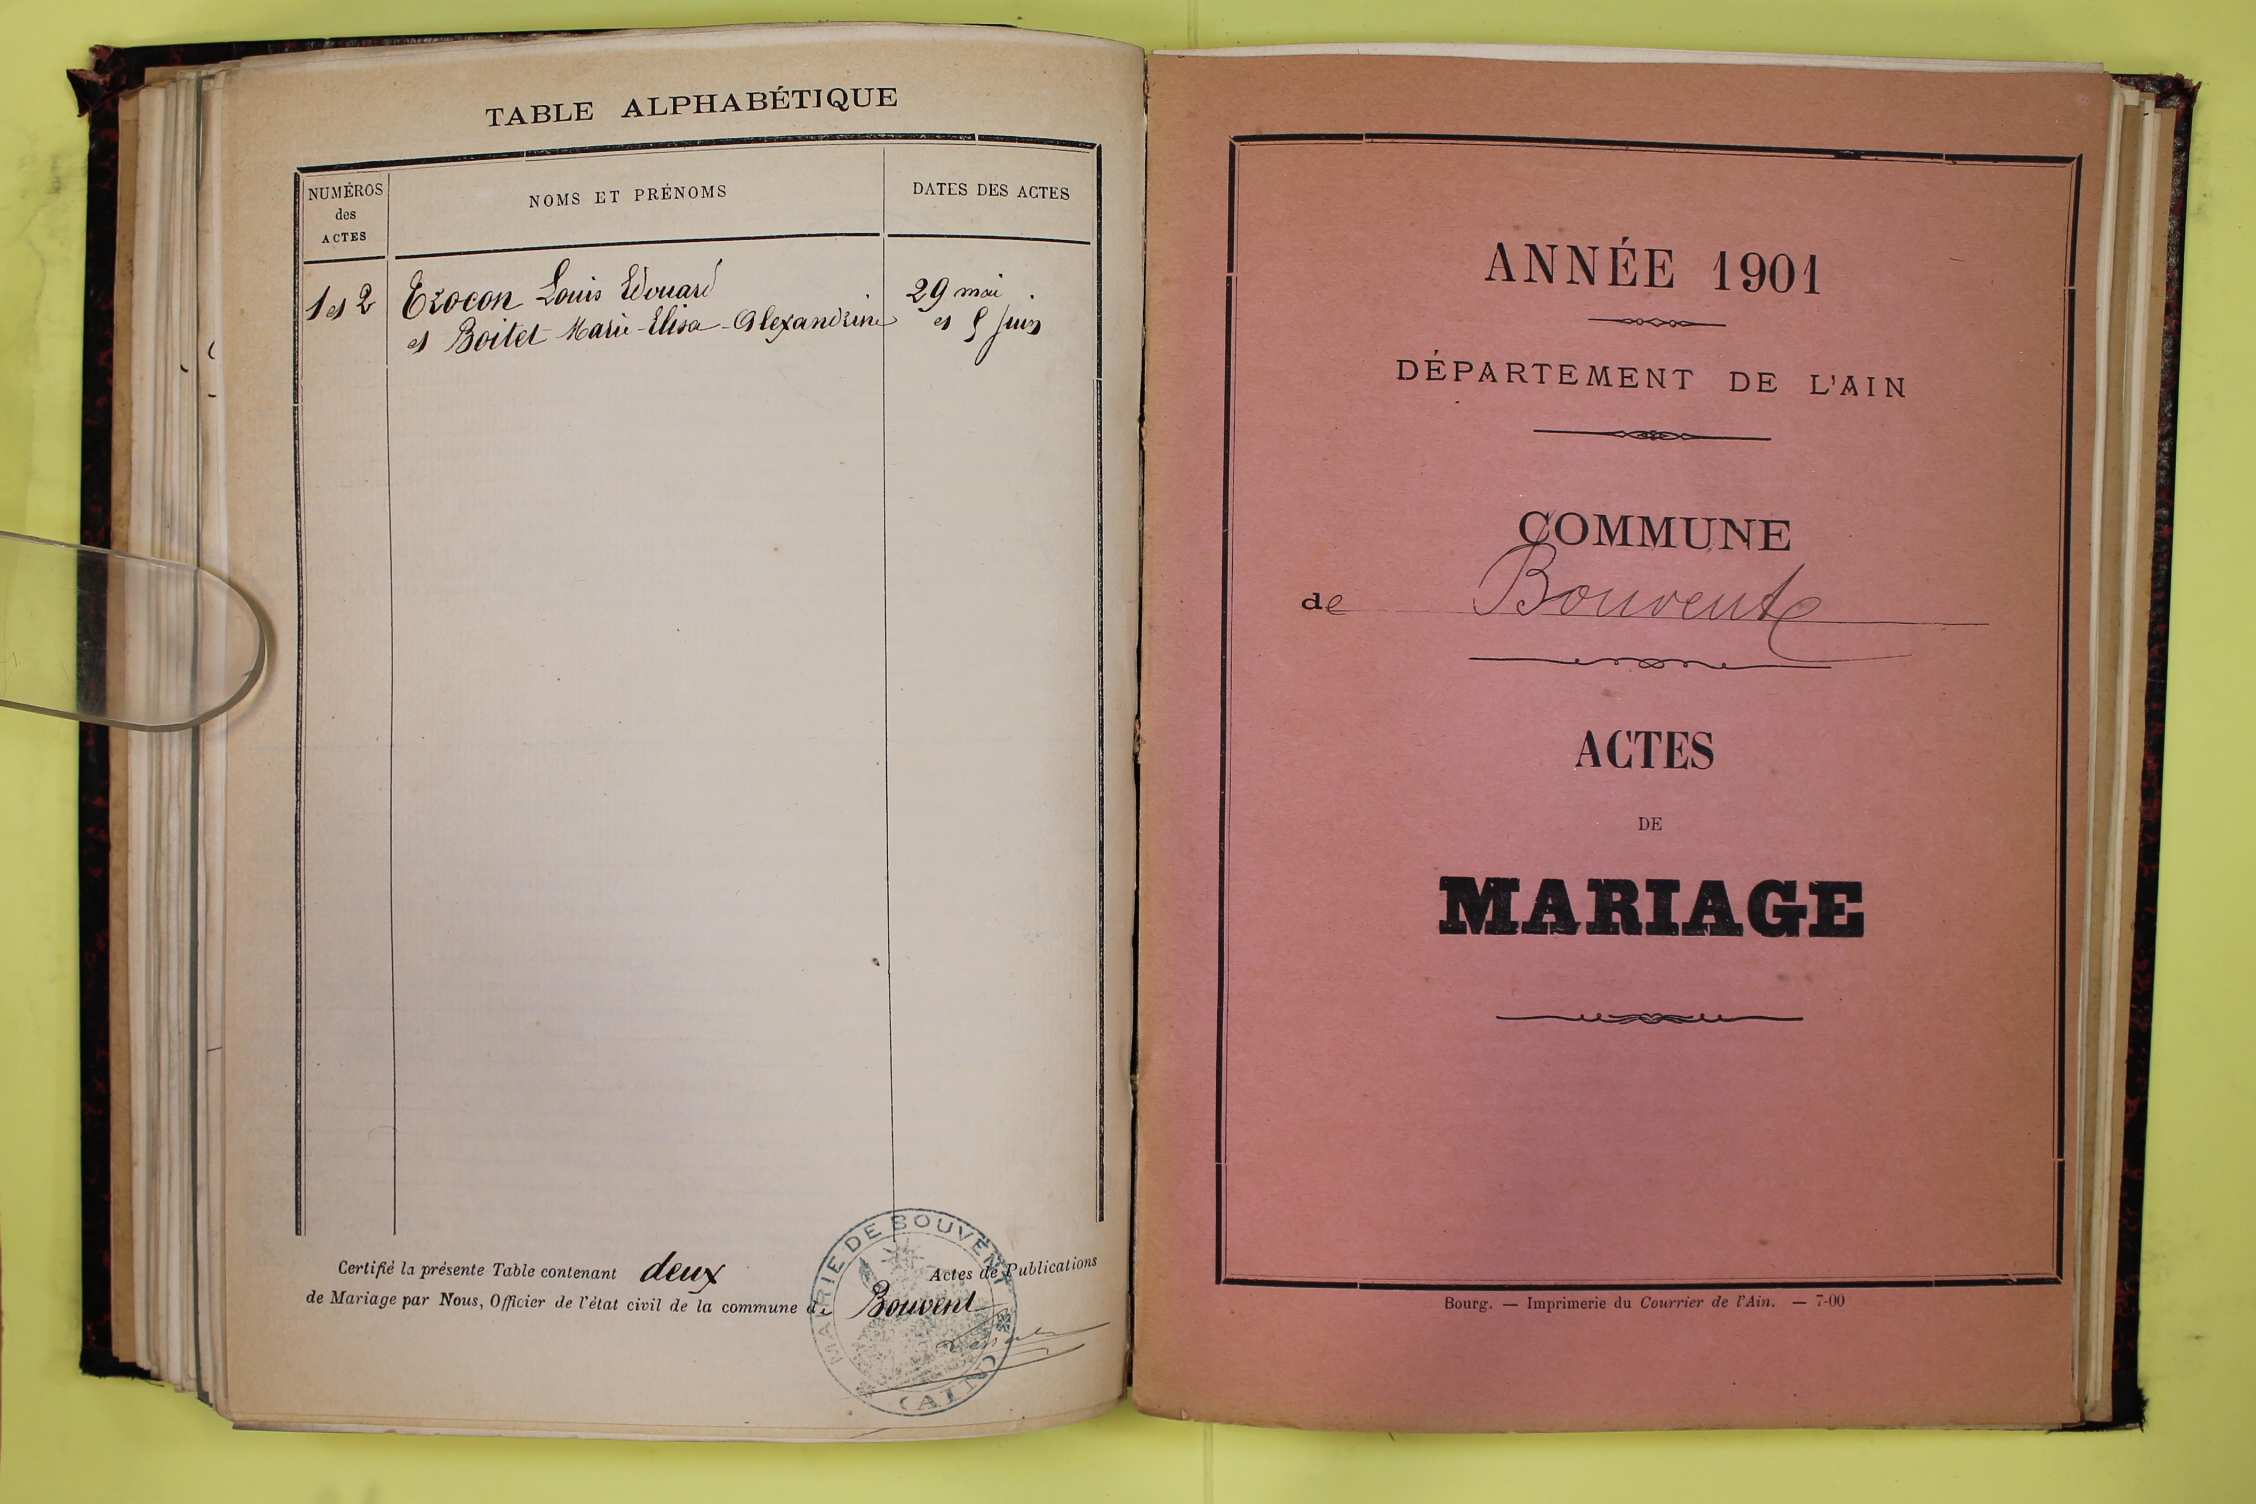 TABLE ALPHABÉTIQUE
NUMÉROS
des
ACTES
NOMS ET PRÉNOMS
DATES DES ACTES
1 et 2
Crocon Louis Edouard
29 mai
et Boitet Marie-Elisa-Alexandrine
et 5 Juin
Certifié la présente Table contenant deux Actes de Publications
de Mariage par Nous, Officier de l'état civil de la commune de Bouvent
MAIRIE DE BOUVENT
(AIN)
ANNÉE 1901
DÉPARTEMENT DE L'AIN
COMMUNE
de Bouvent
ACTES
DE
MARIAGE
Bourg. — Imprimerie du Courrier de l'Ain. — 7-00